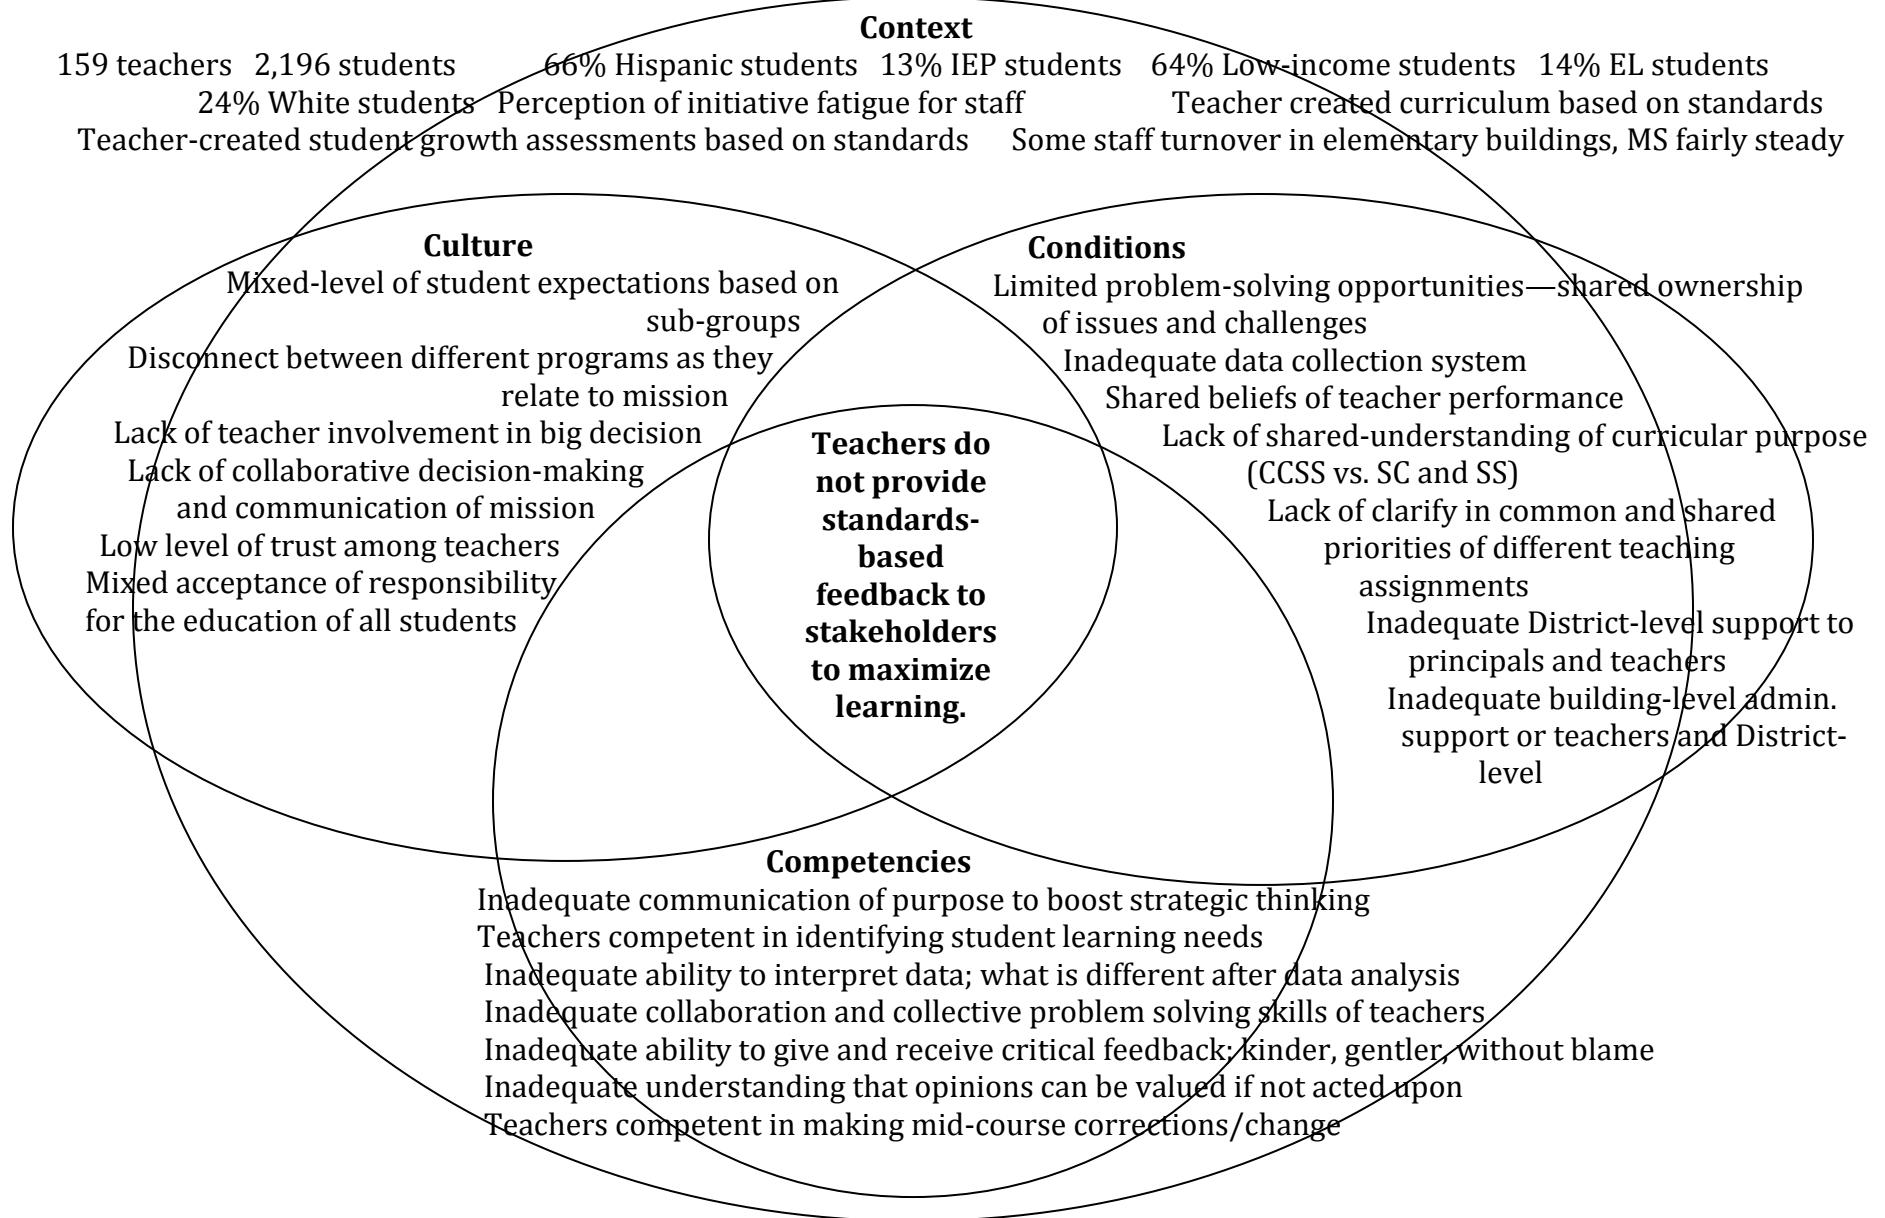 Context
159 teachers 2,196 students 66% Hispanic students 13% IEP students 64% Low-income students 14% EL students
24% White students Perception of initiative fatigue for staff Teacher created curriculum based on standards
Teacher-created student growth assessments based on standards Some staff turnover in elementary buildings, MS fairly steady
Culture
Mixed-level of student expectations based on
sub-groups
Disconnect between different programs as they
relate to mission
Lack of teacher involvement in big decision
Lack of collaborative decision-making
and communication of mission
Low level of trust among teachers
Mixed acceptance of responsibility
for the education of all students
Conditions
Limited problem-solving opportunities—shared ownership
of issues and challenges
Inadequate data collection system
Shared beliefs of teacher performance
Lack of shared-understanding of curricular purpose
(CCSS vs. SC and SS)
Lack of clarify in common and shared
priorities of different teaching
assignments
Inadequate District-level support to
principals and teachers
Inadequate building-level admin.
support or teachers and District-
level
Teachers do
not provide
standards-
based
feedback to
stakeholders
to maximize
learning.
Competencies
Inadequate communication of purpose to boost strategic thinking
Teachers competent in identifying student learning needs
Inadequate ability to interpret data; what is different after data analysis
Inadequate collaboration and collective problem solving skills of teachers
Inadequate ability to give and receive critical feedback; kinder, gentler, without blame
Inadequate understanding that opinions can be valued if not acted upon
Teachers competent in making mid-course corrections/change